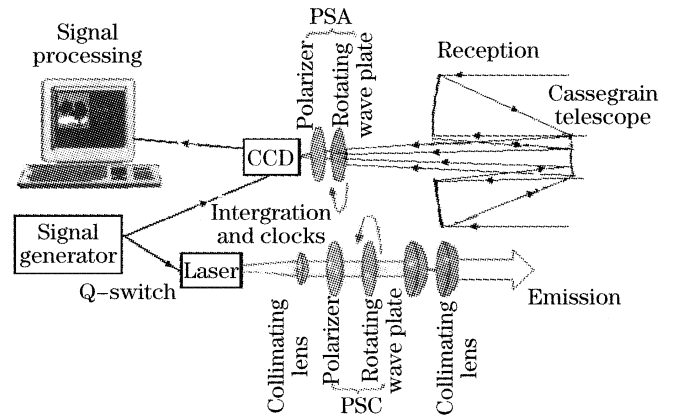 Signal
processing
PSA
Polarizer
Rotating
wave plate
Reception
Cassegrain
telescope
CCD
Intergration
and clocks
Signal
generator
Q-switch
Laser
Emission
Collimating
lens
Polarizer
Rotating
wave plate
Collimating
lens
PSC